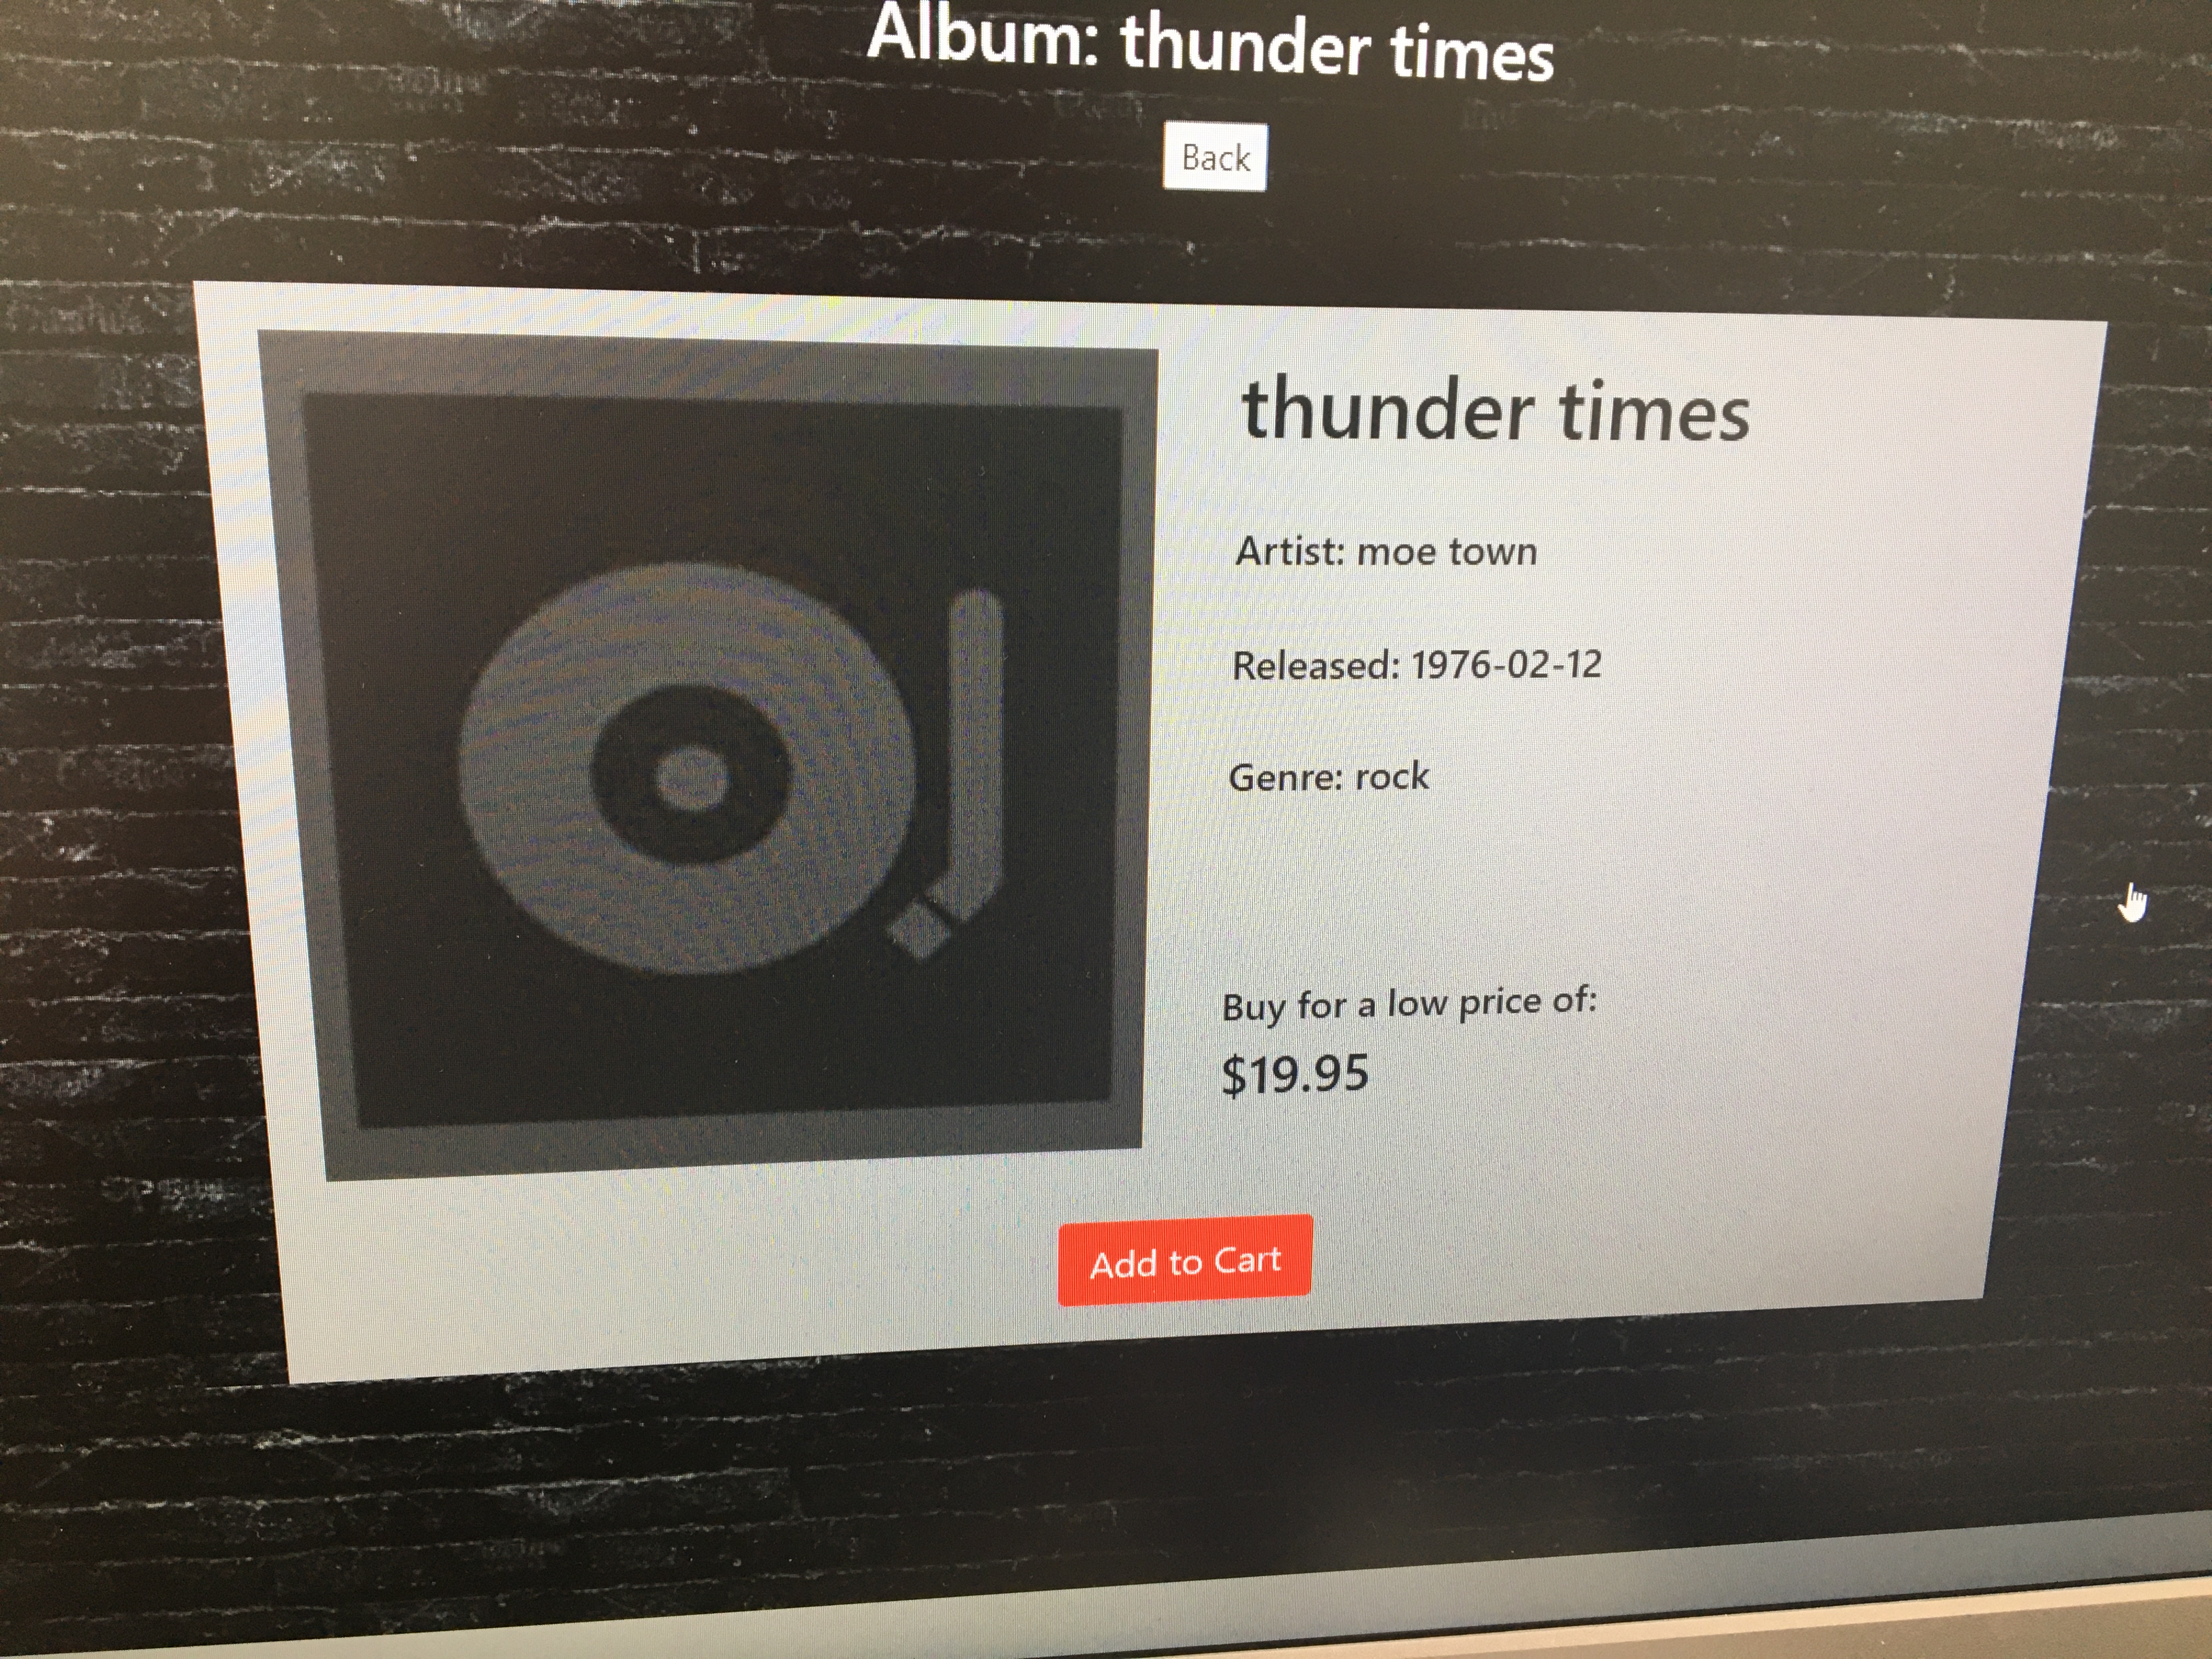 Album: thunder times
Back
thunder times
Artist: moe town
Released: 1976-02-12
Genre: rock
Buy for a low price of:
$19.95
Add to Cart